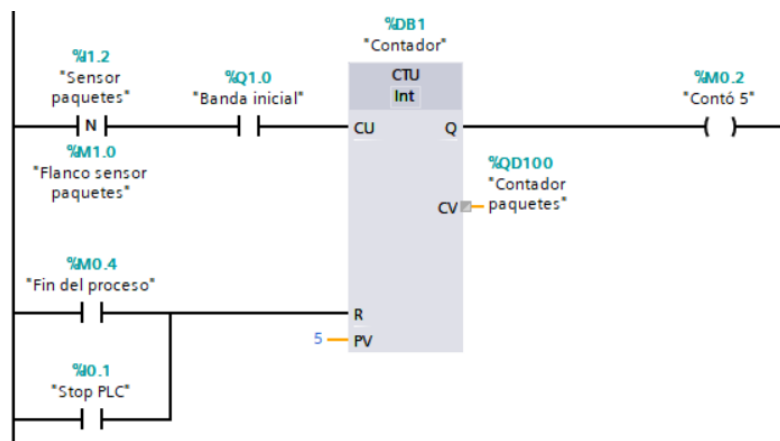 %DB1
"Contador"
%I1.2
"Sensor
paquetes"
N
%M1.0
"Flanco sensor
paquetes"
%Q1.0
"Banda inicial"
CTU
Int
CU
Q
%M0.2
"Contó 5"
%QD100
"Contador
paquetes"
CV
%M0.4
"Fin del proceso"
R
5
PV
%I0.1
"Stop PLC"